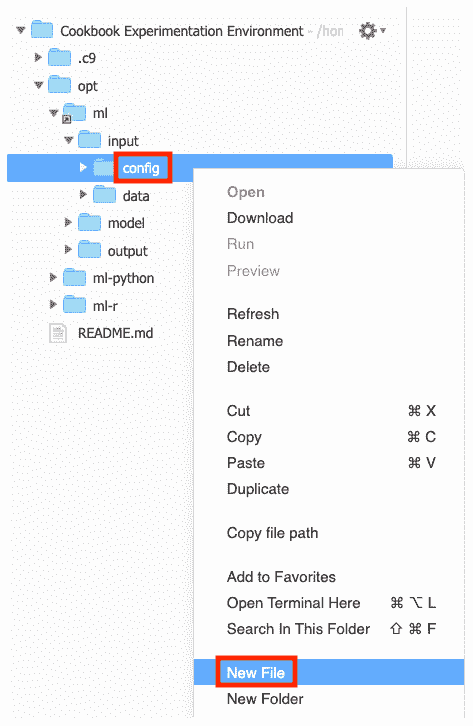 Cookbook Experimentation Environment - /hom
.c9
opt
ml
input
config
data
model
output
ml-python
ml-r
README.md
Open
Download
Run
Preview
Refresh
Rename
Delete
Cut ⌘ X
Copy ⌘ C
Paste ⌘ V
Duplicate
Copy file path
Add to Favorites
Open Terminal Here ⌘ ⌥ L
Search In This Folder ⇧ ⌘ F
New File
New Folder